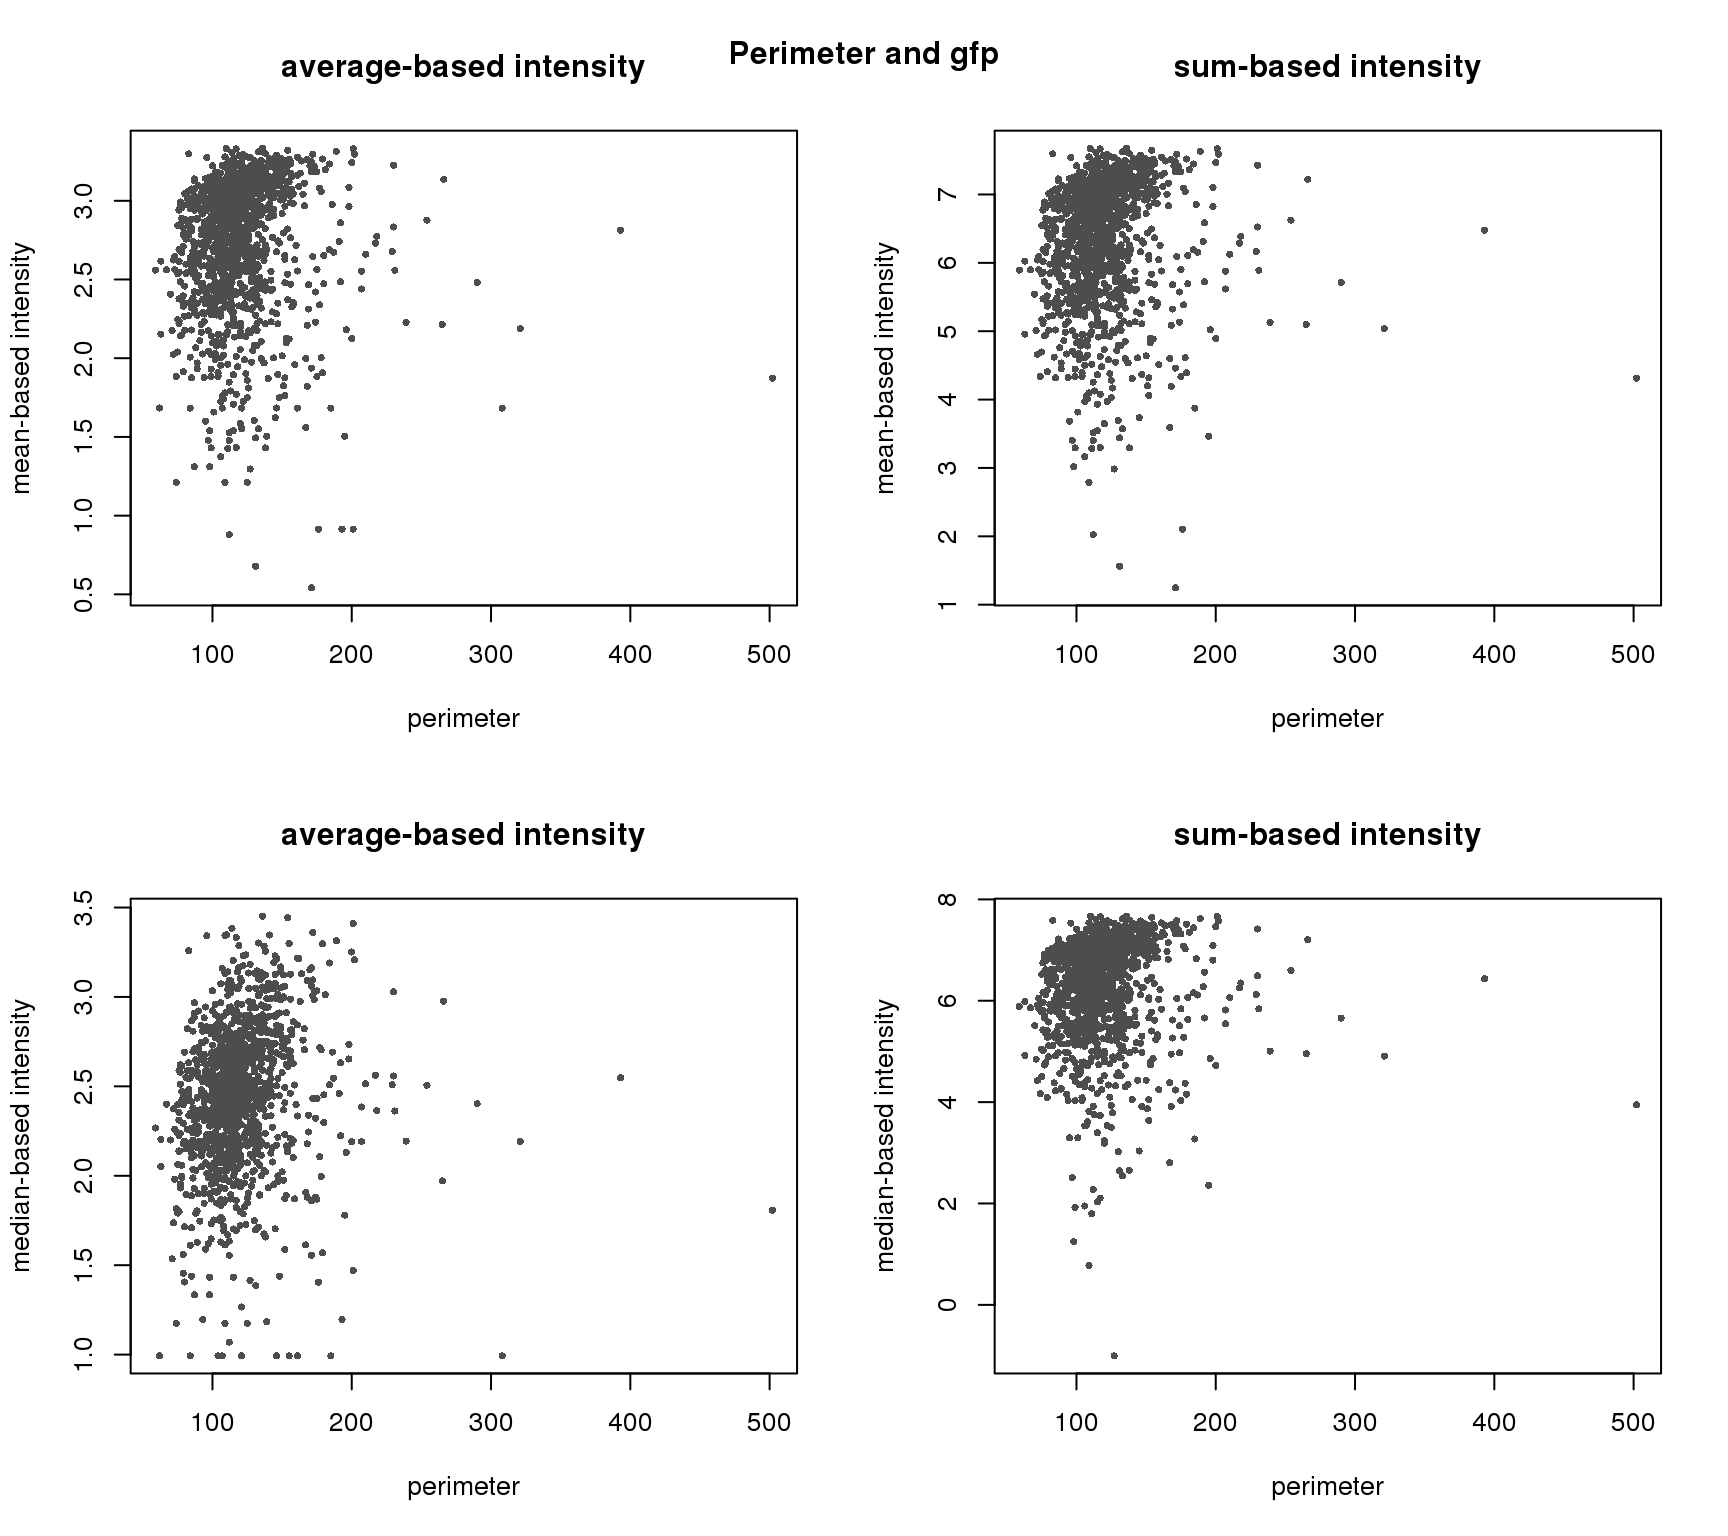 Perimeter and gfp
average-based intensity
mean-based intensity
3.0
2.5
2.0
1.5
1.0
0.5
100 200 300 400 500
perimeter
sum-based intensity
mean-based intensity
7
6
5
4
3
2
1
100 200 300 400 500
perimeter
average-based intensity
median-based intensity
3.5
3.0
2.5
2.0
1.5
1.0
100 200 300 400 500
perimeter
sum-based intensity
median-based intensity
8
6
4
2
0
100 200 300 400 500
perimeter